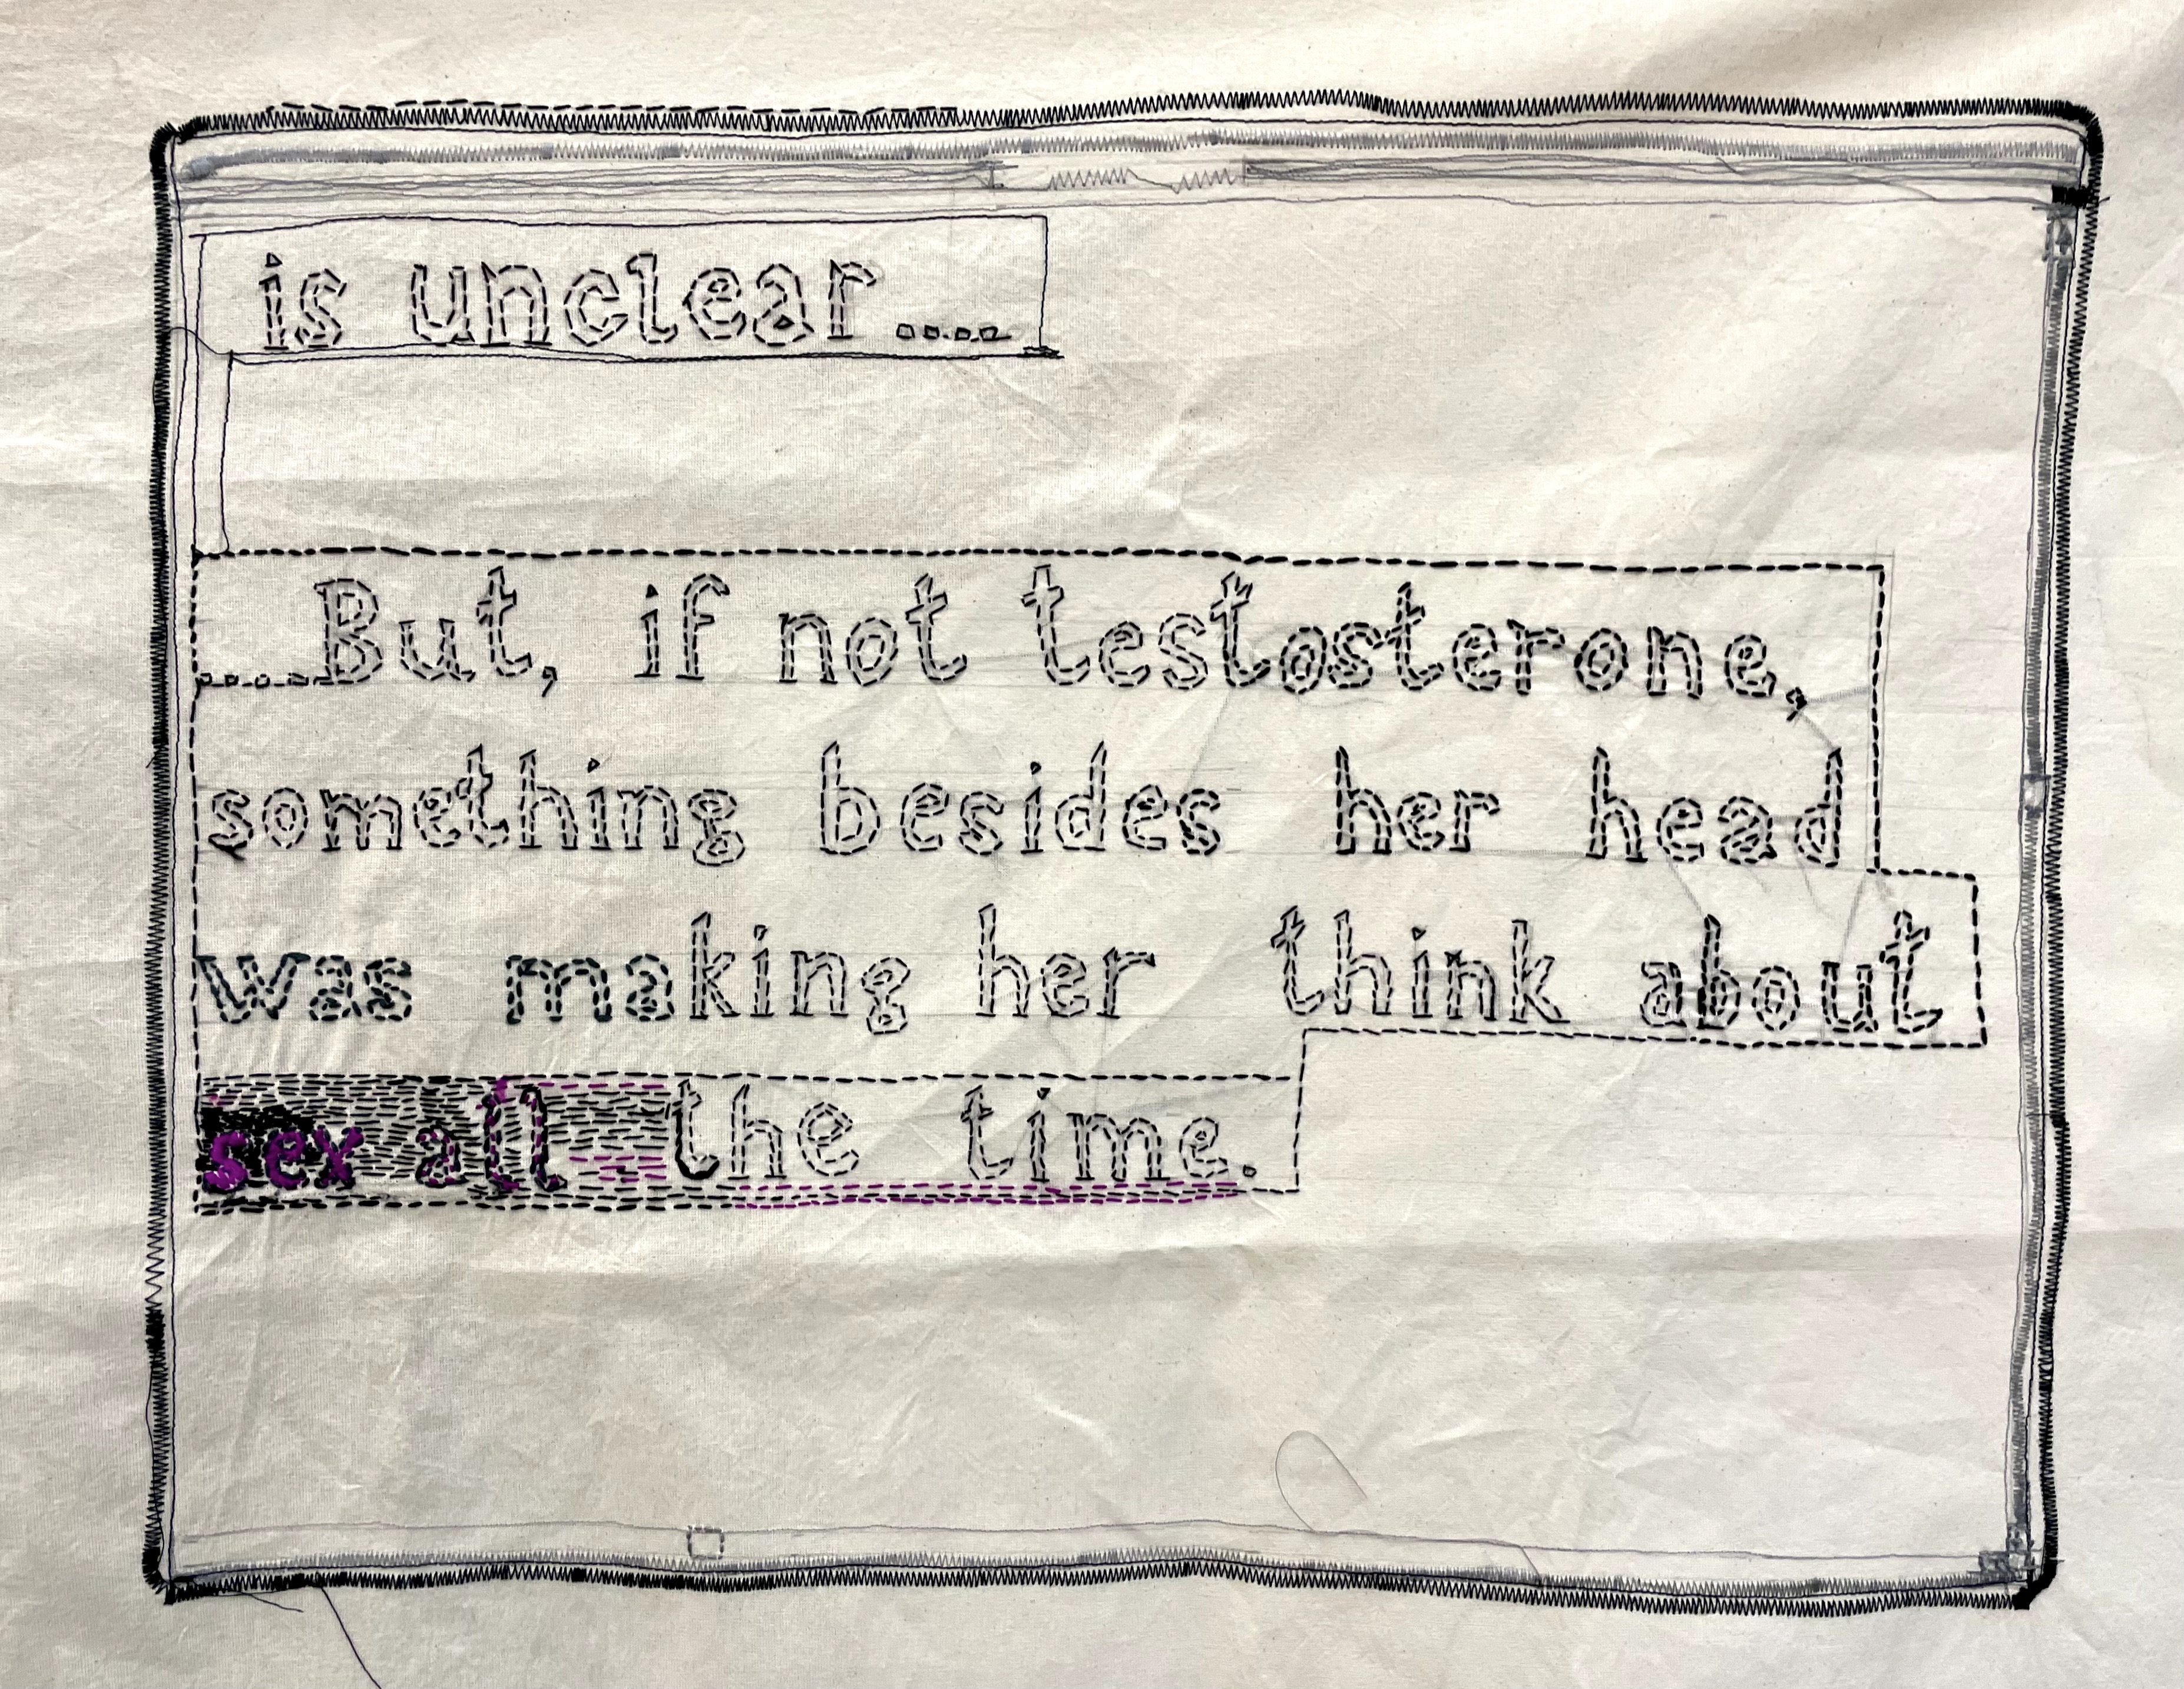 is unclear....
.....But, if not testosterone,
something besides her head
was making her think about
sex all the time.